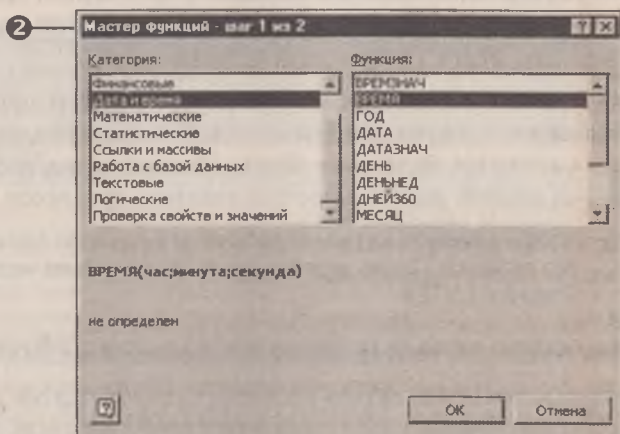 2
Мастер функций - шаг 1 из 2
Категория:
Финансовые
Дата и время
Математические
Статистические
Ссылки и массивы
Работа с базой данных
Текстовые
Логические
Проверка свойств и значений
Функция:
ВРЕМЗНАЧ
ВРЕМЯ
ГОД
ДАТА
ДАТАЗНАЧ
ДЕНЬ
ДЕНЬНЕД
ДНЕЙ360
МЕСЯЦ
ВРЕМЯ(час;минута;секунда)
не определен
ОК
Отмена